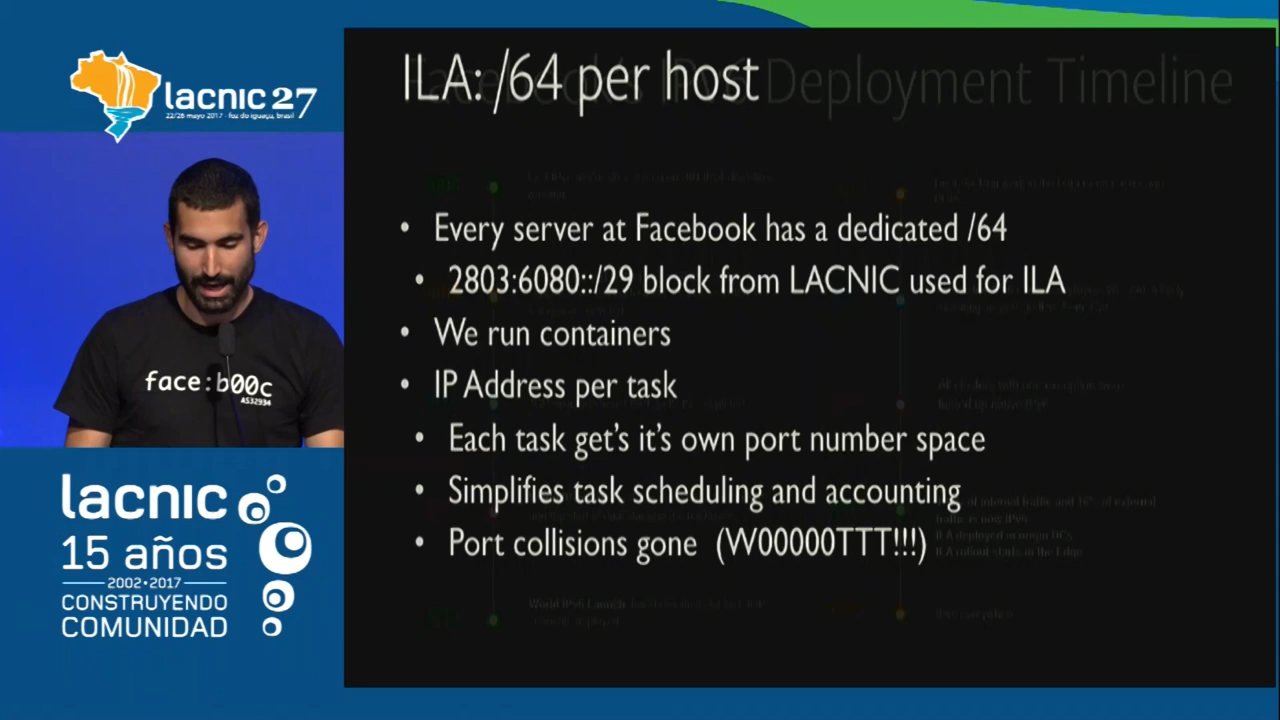 lacnic 27
22/26 mayo 2017 - foz do iguaçu, brasil
face:b00c
AS32934
lacnic
15 años
2002•2017
CONSTRUYENDO
COMUNIDAD
ILA: /64 per host
Deployment Timeline
• Every server at Facebook has a dedicated /64
• 2803:6080::/29 block from LACNIC used for ILA
• We run containers
• IP Address per task
• Each task get's it's own port number space
• Simplifies task scheduling and accounting
• Port collisions gone (W00000TTT!!!)
World IPv6 Launch